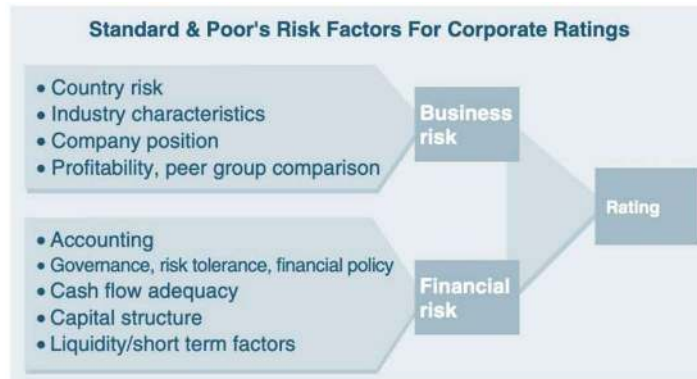 Standard & Poor's Risk Factors For Corporate Ratings
• Country risk
• Industry characteristics
• Company position
• Profitability, peer group comparison
Business
risk
• Accounting
• Governance, risk tolerance, financial policy
• Cash flow adequacy
• Capital structure
• Liquidity/short term factors
Financial
risk
Rating